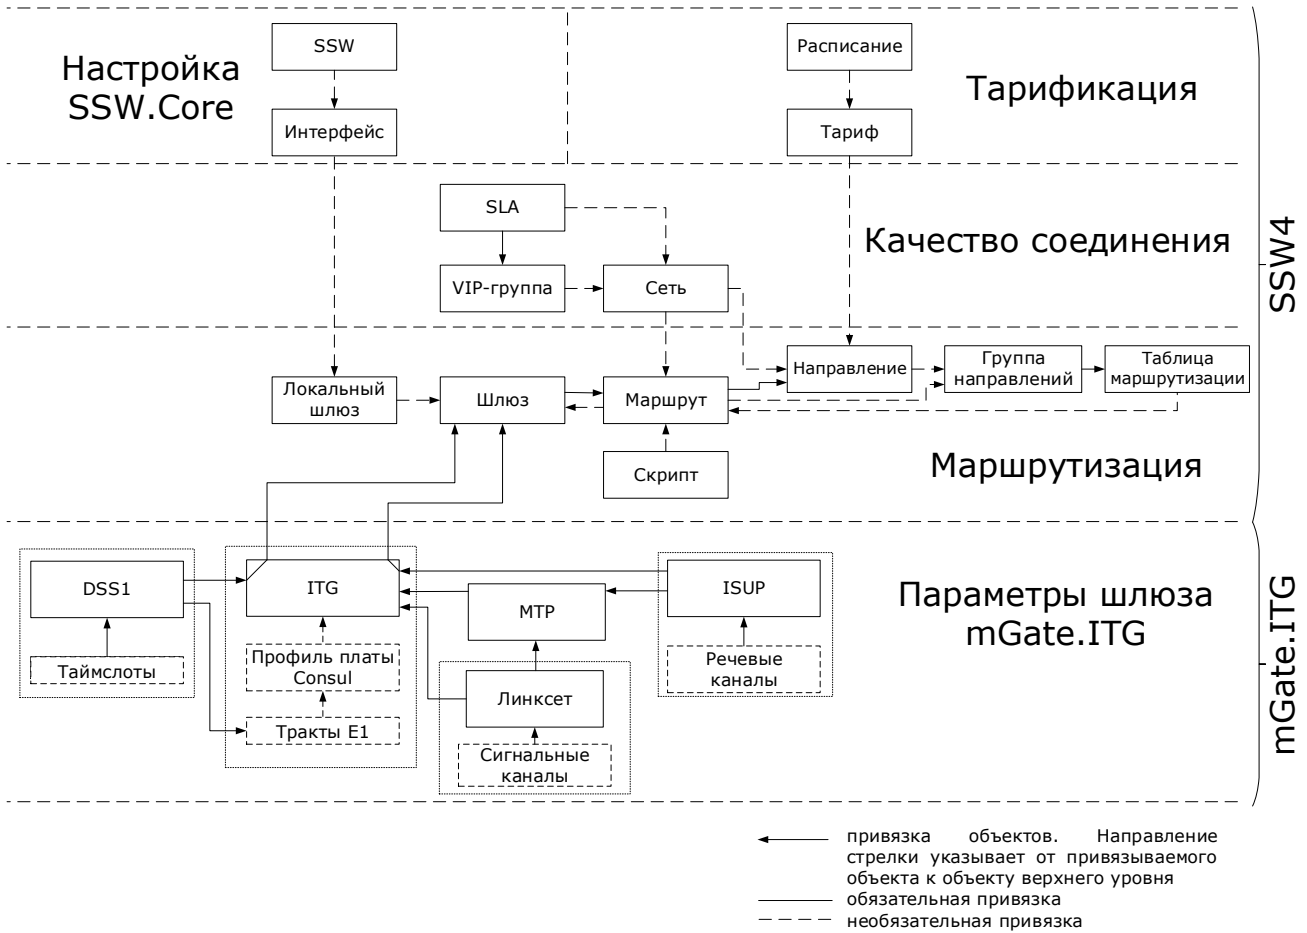 Настройка
SSW.Core
SSW
Интерфейс
Расписание
Тариф
Тарификация
SLA
VIP-группа
Сеть
Качество соединения
SSW4
Локальный
шлюз
Шлюз
Маршрут
Направление
Группа
направлений
Таблица
маршрутизации
Скрипт
Маршрутизация
DSS1
Таймслоты
ITG
Профиль платы
Consul
Тракты E1
MTP
Линксет
Сигнальные
каналы
ISUP
Речевые
каналы
Параметры шлюза
mGate.ITG
mGate.ITG
привязка объектов. Направление
стрелки указывает от привязываемого
объекта к объекту верхнего уровня
обязательная привязка
необязательная привязка